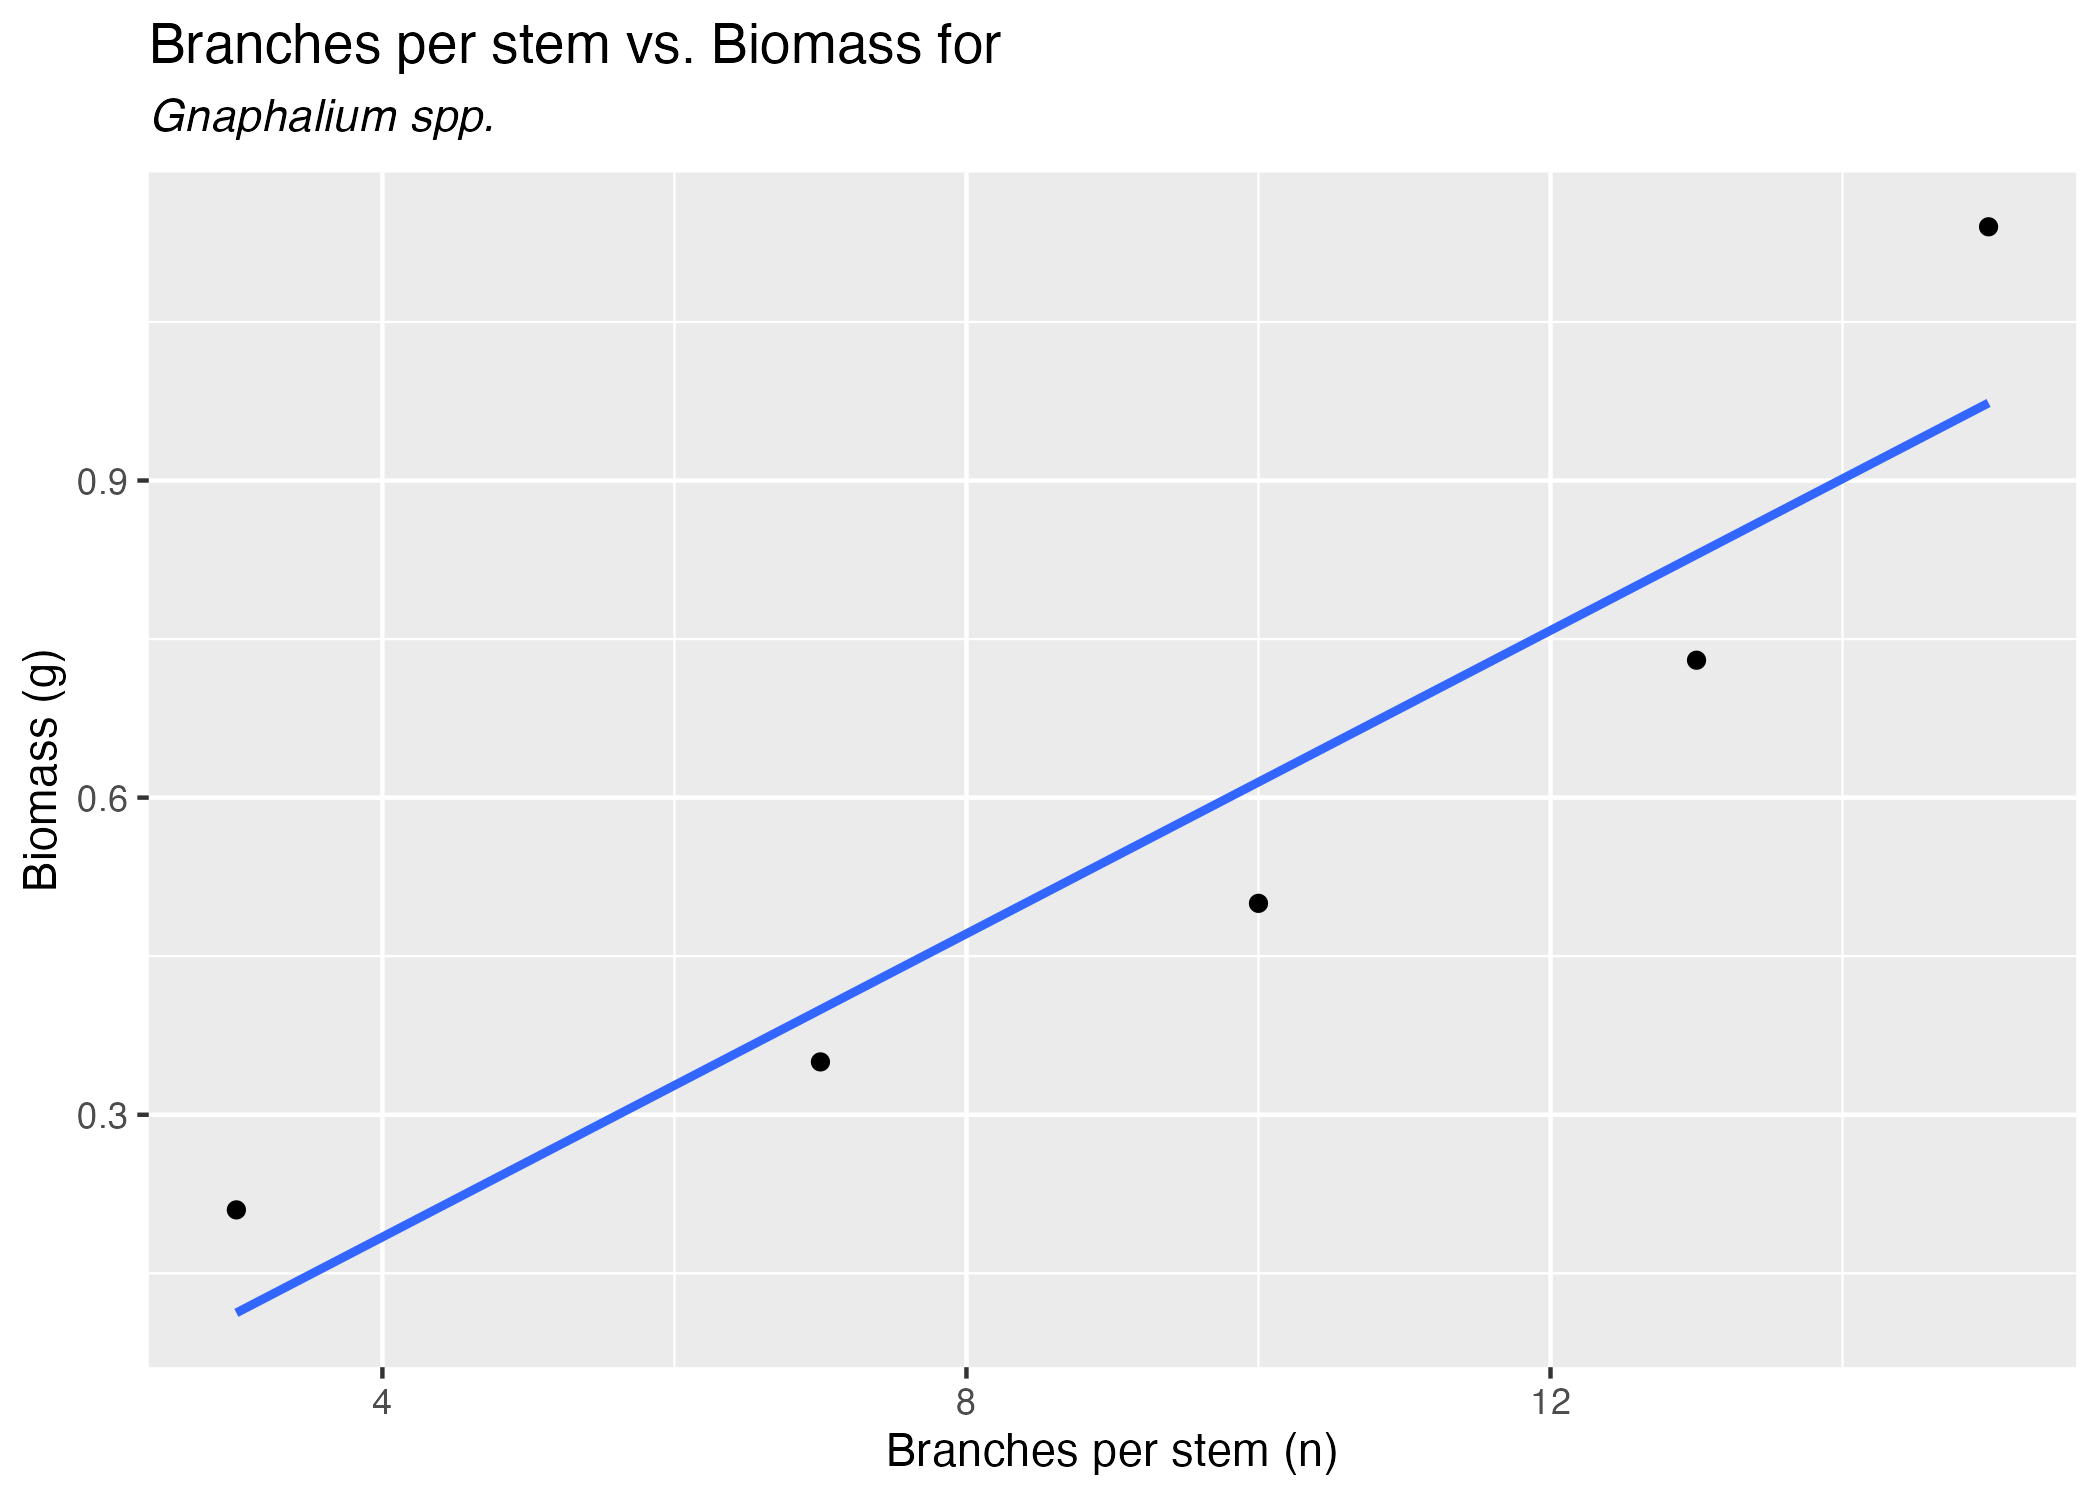 Branches per stem vs. Biomass for
Gnaphalium spp.
Biomass (g)
0.9
0.6
0.3
4 8 12
Branches per stem (n)